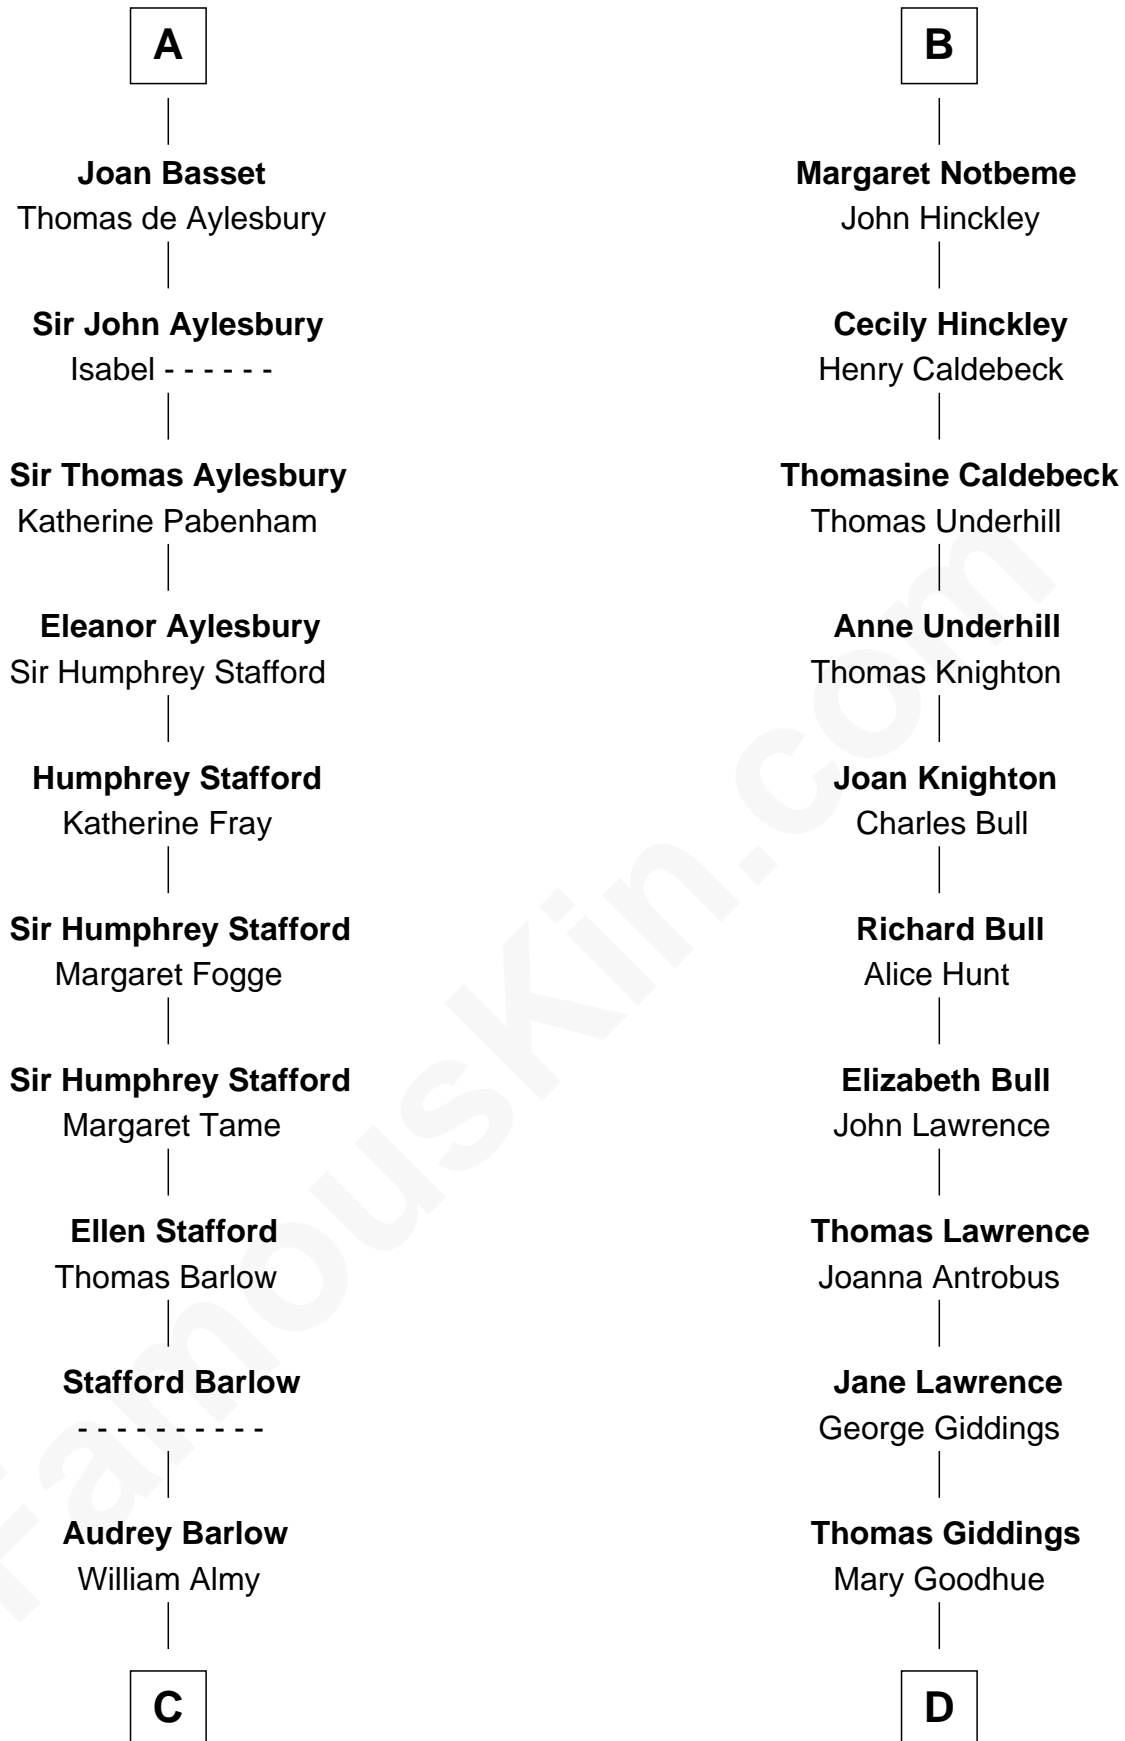 A
Joan Basset
Thomas de Aylesbury
Sir John Aylesbury
Isabel - - - - - -
Sir Thomas Aylesbury
Katherine Pabenham
Eleanor Aylesbury
Sir Humphrey Stafford
Humphrey Stafford
Katherine Fray
Sir Humphrey Stafford
Margaret Fogge
Sir Humphrey Stafford
Margaret Tame
Ellen Stafford
Thomas Barlow
Stafford Barlow
- - - - - - - - - -
Audrey Barlow
William Almy
C
B
Margaret Notbeme
John Hinckley
Cecily Hinckley
Henry Caldebeck
Thomasine Caldebeck
Thomas Underhill
Anne Underhill
Thomas Knighton
Joan Knighton
Charles Bull
Richard Bull
Alice Hunt
Elizabeth Bull
John Lawrence
Thomas Lawrence
Joanna Antrobus
Jane Lawrence
George Giddings
Thomas Giddings
Mary Goodhue
D
FamousKin.com